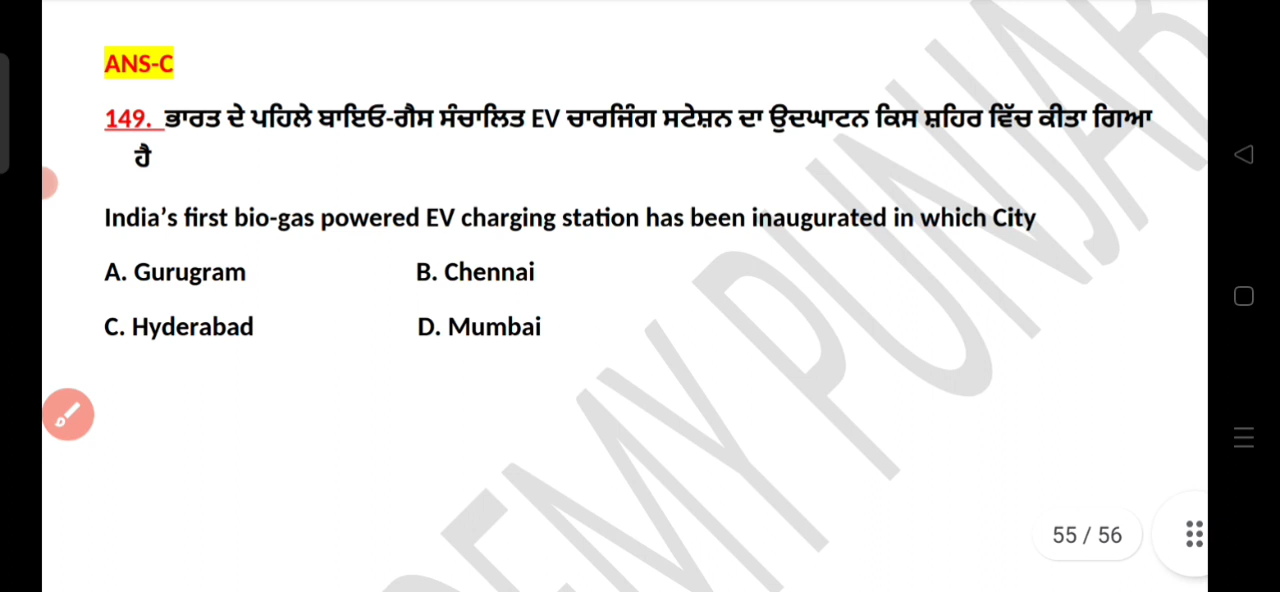 ANS-C
149. ਭਾਰਤ ਦੇ ਪਹਿਲੇ ਬਾਇਓ-ਗੈਸ ਸੰਚਾਲਿਤ EV ਚਾਰਜਿੰਗ ਸਟੇਸ਼ਨ ਦਾ ਉਦਘਾਟਨ ਕਿਸ ਸ਼ਹਿਰ ਵਿੱਚ ਕੀਤਾ ਗਿਆ
ਹੈ
India’s first bio-gas powered EV charging station has been inaugurated in which City
A. Gurugram B. Chennai
C. Hyderabad D. Mumbai
55 / 56